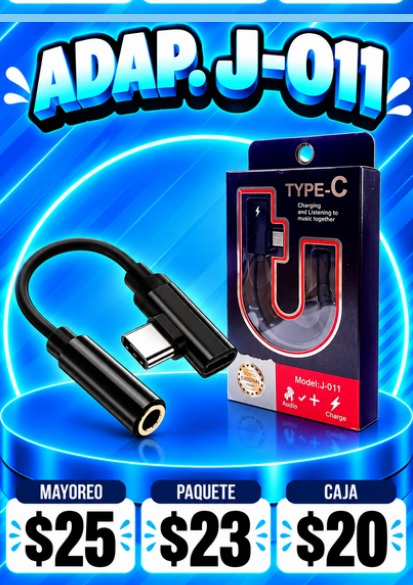 ADAP. J-011
TYPE-C
Charging
and Listening to
music together
ORIGINAL
Model:J-011
Audio
Charge
MAYOREO
PAQUETE
CAJA
$25
$23
$20